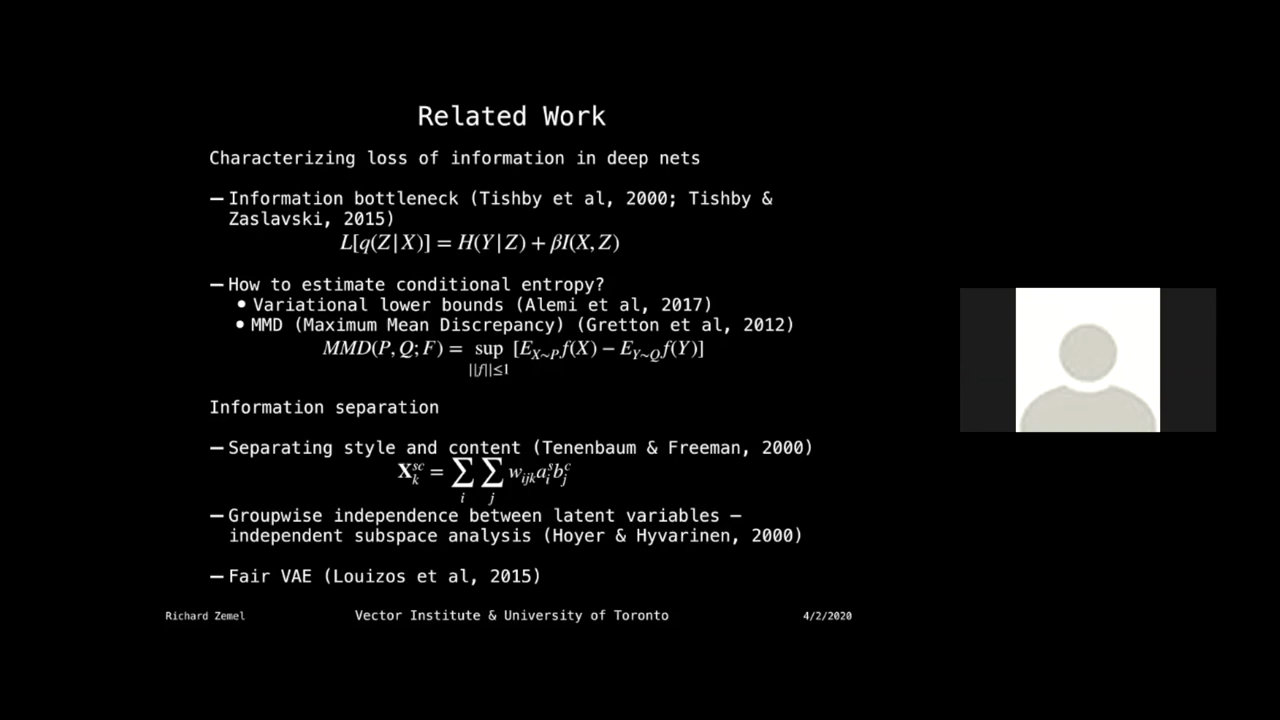 Related Work
Characterizing loss of information in deep nets
— Information bottleneck (Tishby et al, 2000; Tishby &
Zaslavski, 2015)
L[q(Z|X)] = H(Y|Z) + βI(X, Z)
— How to estimate conditional entropy?
• Variational lower bounds (Alemi et al, 2017)
• MMD (Maximum Mean Discrepancy) (Gretton et al, 2012)
MMD(P, Q; F) = sup [E_{X∼P} f(X) − E_{Y∼Q} f(Y)]
||f||≤1
Information separation
— Separating style and content (Tenenbaum & Freeman, 2000)
X_k^{sc} = ∑_i ∑_j w_{ijk} a_i^s b_j^c
— Groupwise independence between latent variables —
independent subspace analysis (Hoyer & Hyvarinen, 2000)
— Fair VAE (Louizos et al, 2015)
Richard Zemel Vector Institute & University of Toronto 4/2/2020